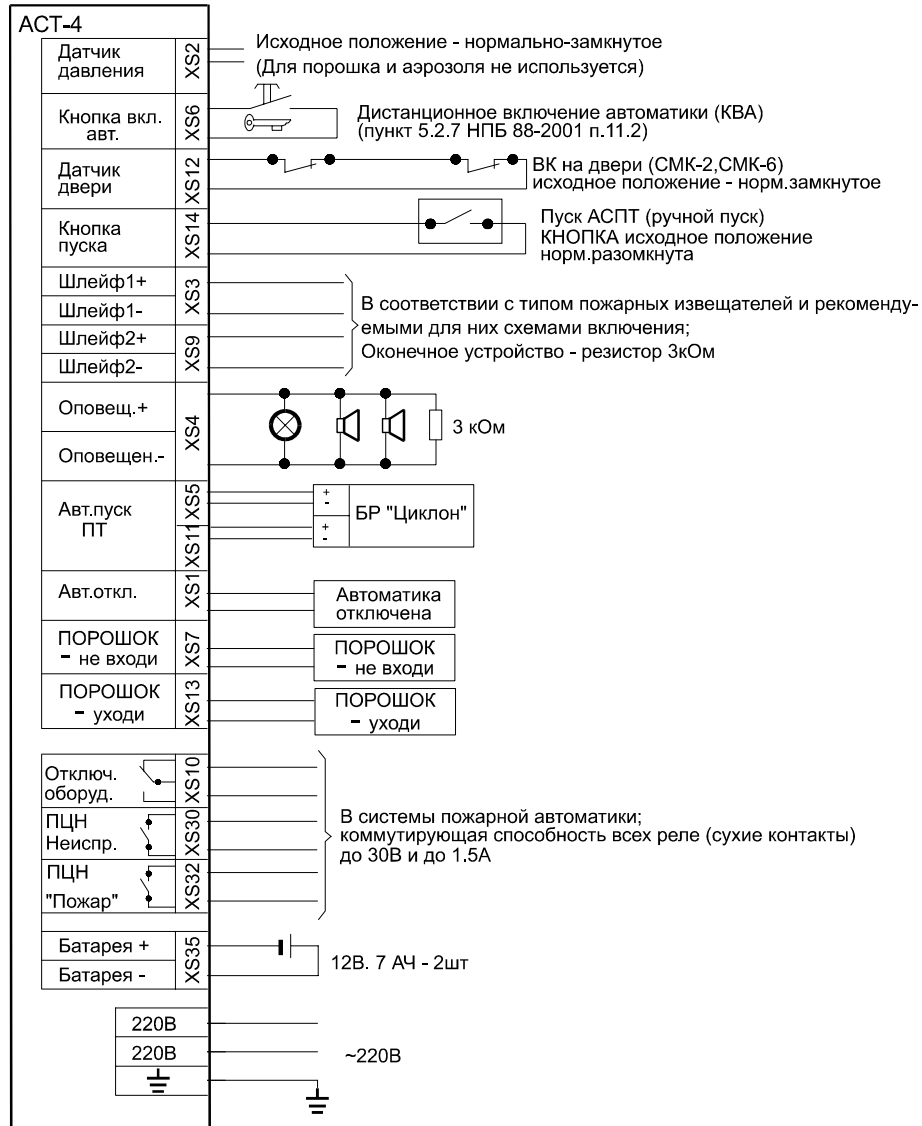 АСТ-4
Датчик
давления
XS2
Исходное положение - нормально-замкнутое
(Для порошка и аэрозоля не используется)
Кнопка вкл.
авт.
XS6
Дистанционное включение автоматики (КВА)
(пункт 5.2.7 НПБ 88-2001 п.11.2)
Датчик
двери
XS12
ВК на двери (СМК-2,СМК-6)
исходное положение - норм.замкнутое
Кнопка
пуска
XS14
Пуск АСПТ (ручной пуск)
КНОПКА исходное положение
норм.разомкнута
Шлейф1+
Шлейф1-
XS3
Шлейф2+
Шлейф2-
XS9
В соответствии с типом пожарных извещателей и рекоменду-
емыми для них схемами включения;
Оконечное устройство - резистор 3кОм
Оповещ.+
Оповещен.-
XS4
3 кОм
Авт.пуск
ПТ
XS5
XS11
+
-
+
-
БР "Циклон"
Авт.откл.
XS1
Автоматика
отключена
ПОРОШОК
- не входи
XS7
ПОРОШОК
- не входи
ПОРОШОК
- уходи
XS13
ПОРОШОК
- уходи
Отключ.
оборуд.
XS10
ПЦН
Неиспр.
XS30
ПЦН
"Пожар"
XS32
В системы пожарной автоматики;
коммутирующая способность всех реле (сухие контакты)
до 30В и до 1.5А
Батарея +
Батарея -
XS35
12В. 7 АЧ - 2шт
220В
220В
~220В